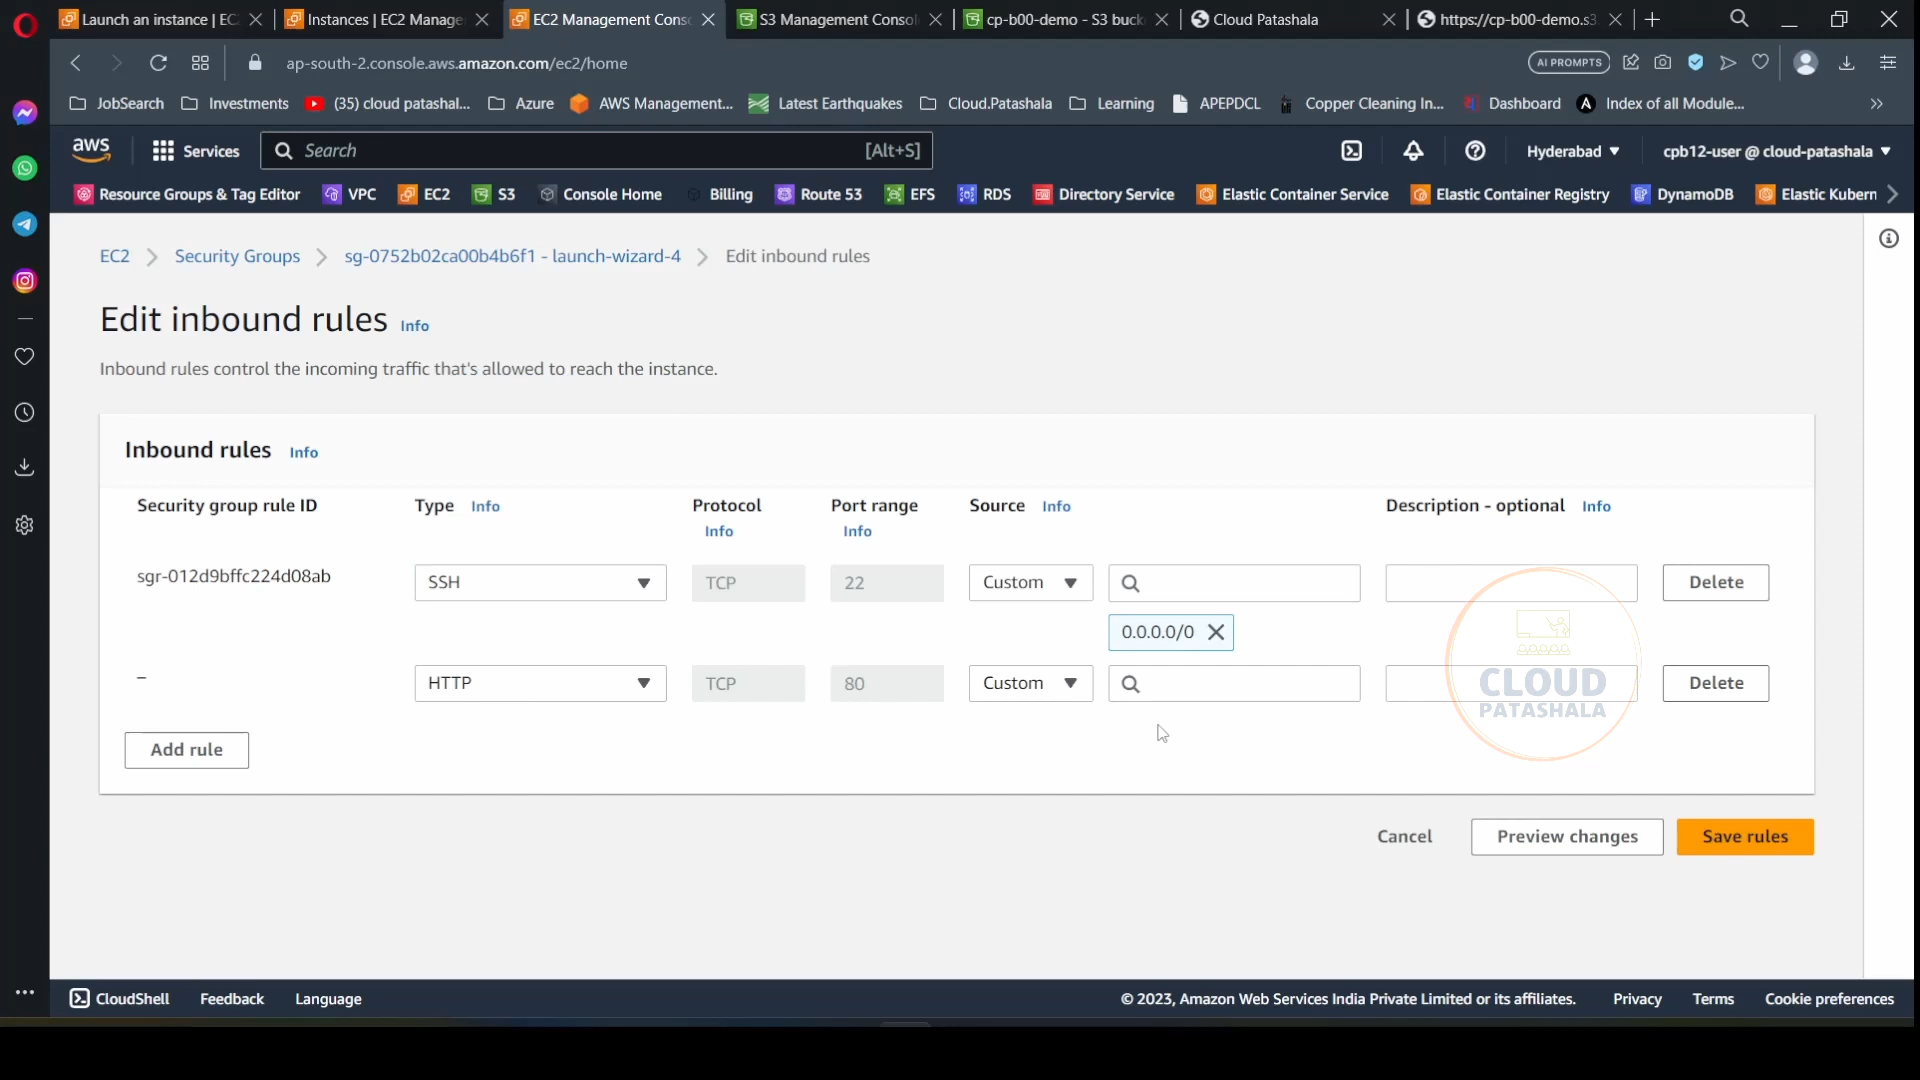 Launch an instance | EC
Instances | EC2 Manage
EC2 Management Cons
S3 Management Consol
cp-b00-demo - S3 buck
Cloud Patashala
https://cp-b00-demo.s3
ap-south-2.console.aws.amazon.com/ec2/home
AI PROMPTS
JobSearch
Investments
(35) cloud patashal...
Azure
AWS Management...
Latest Earthquakes
Cloud.Patashala
Learning
APEPDCL
Copper Cleaning In...
Dashboard
Index of all Module...
aws
Services
Search
[Alt+S]
Hyderabad
cpb12-user @ cloud-patashala
Resource Groups & Tag Editor
VPC
EC2
S3
Console Home
Billing
Route 53
EFS
RDS
Directory Service
Elastic Container Service
Elastic Container Registry
DynamoDB
Elastic Kubern
EC2
Security Groups
sg-0752b02ca00b4b6f1 - launch-wizard-4
Edit inbound rules
Edit inbound rules Info
Inbound rules control the incoming traffic that's allowed to reach the instance.
Inbound rules Info
Security group rule ID
Type Info
Protocol Info
Port range Info
Source Info
Description - optional Info
sgr-012d9bffc224d08ab
SSH
TCP
22
Custom
Delete
0.0.0.0/0
–
HTTP
TCP
80
Custom
Delete
CLOUD
PATASHALA
Add rule
Cancel
Preview changes
Save rules
CloudShell
Feedback
Language
© 2023, Amazon Web Services India Private Limited or its affiliates.
Privacy
Terms
Cookie preferences